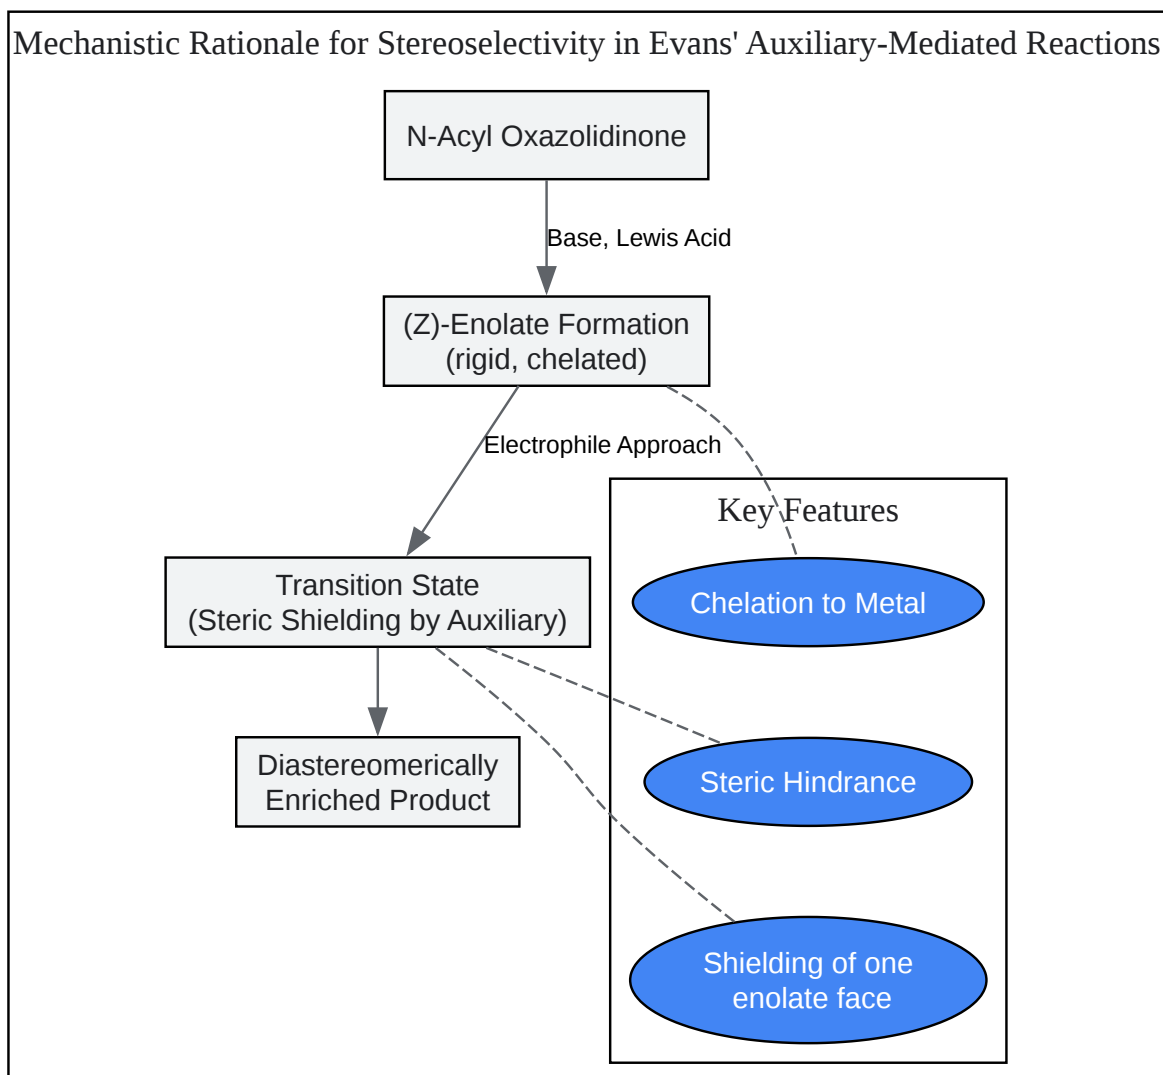 Mechanistic Rationale for Stereoselectivity in Evans' Auxiliary-Mediated Reactions
N-Acyl Oxazolidinone
Base, Lewis Acid
(Z)-Enolate Formation
(rigid, chelated)
Electrophile Approach
Key Features
Transition State
(Steric Shielding by Auxiliary)
Chelation to Metal
Diastereomerically
Enriched Product
Steric Hindrance
Shielding of one
enolate face